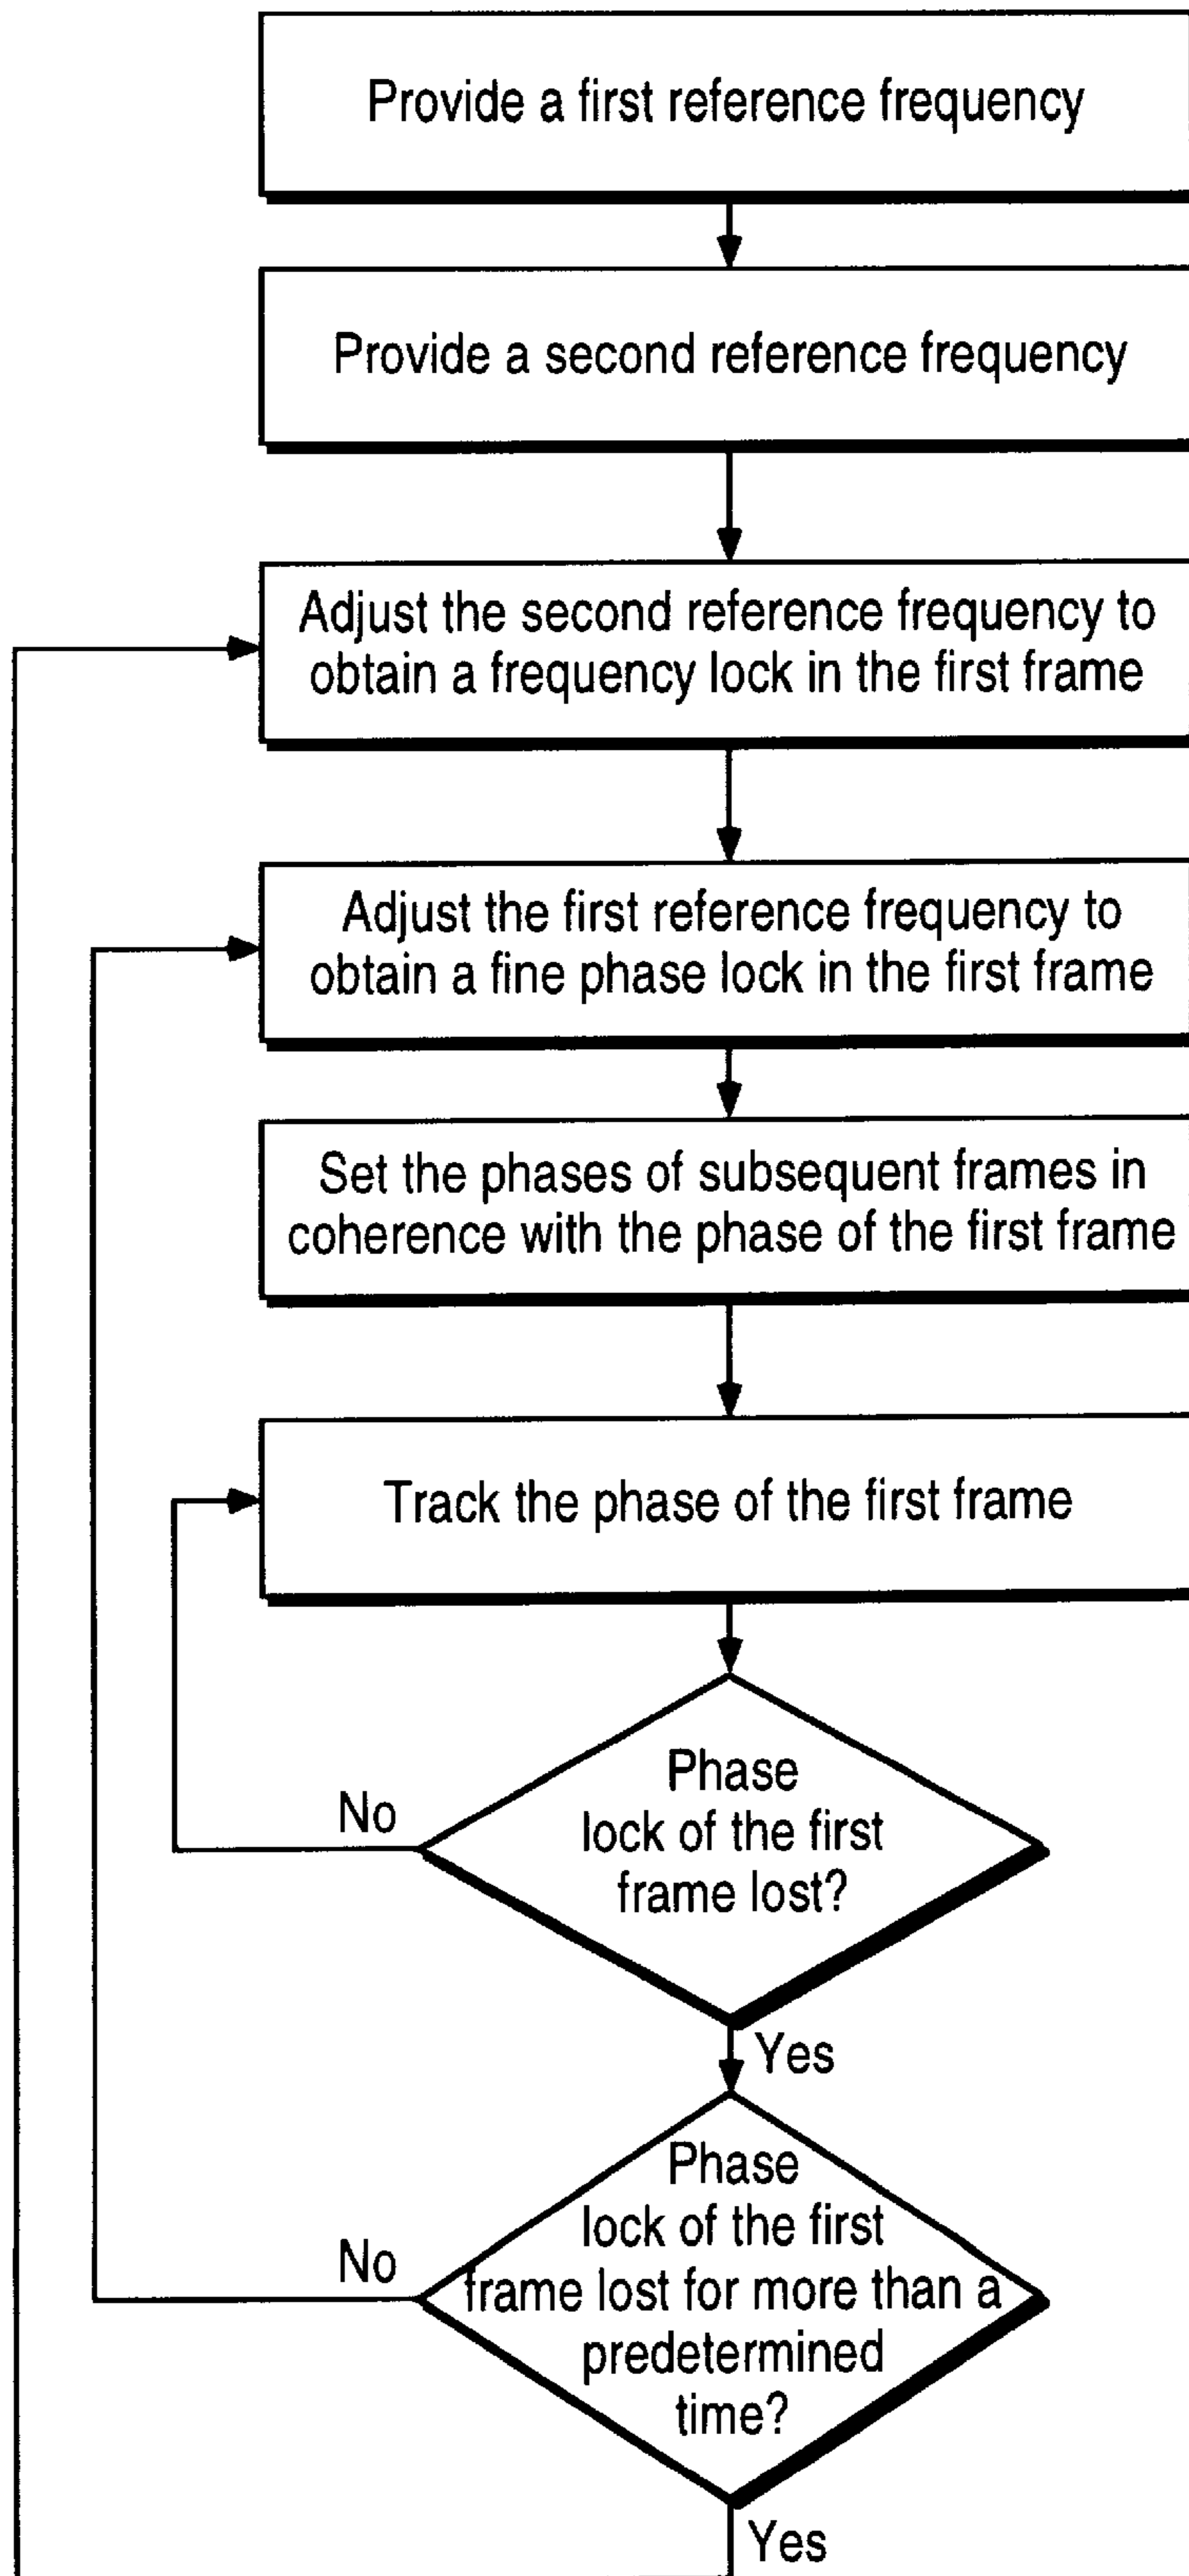 Provide a first reference frequency
Provide a second reference frequency
Adjust the second reference frequency to
obtain a frequency lock in the first frame
Adjust the first reference frequency to
obtain a fine phase lock in the first frame
Set the phases of subsequent frames in
coherence with the phase of the first frame
Track the phase of the first frame
Phase
lock of the first
frame lost?
No
Yes
Phase
lock of the first
frame lost for more than a
predetermined
time?
No
Yes